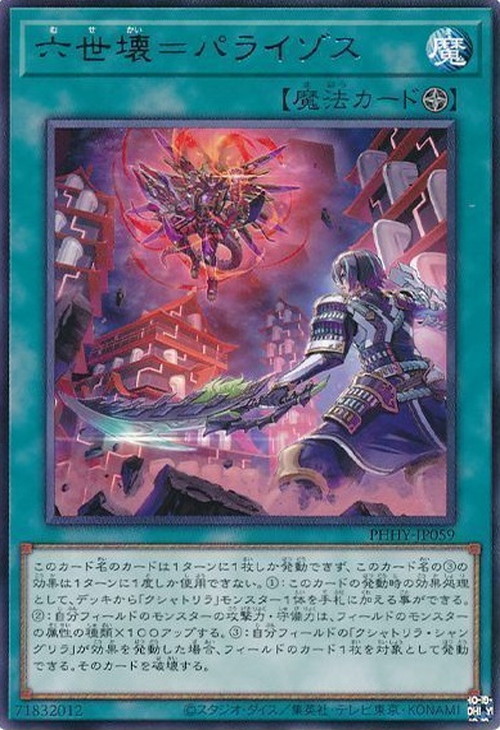 六世壊=パライゾス
【魔法カード】
PHHY-JP059
このカード名のカードは1ターンに1枚しか発動できず、このカード名の③の
効果は1ターンに1度しか使用できない。①:このカードの発動時の効果処理
として、デッキから「クシャトリラ」モンスター1体を手札に加える事ができる。
②:自分フィールドのモンスターの攻撃力・守備力は、フィールドのモンスター
の属性の種類×100アップする。③:自分フィールドの「クシャトリラ・シャン
グリラ」が効果を発動した場合、フィールドのカード1枚を対象として発動
できる。そのカードを破壊する。
71832012
©スタジオ・ダイス/集英社・テレビ東京・KONAMI